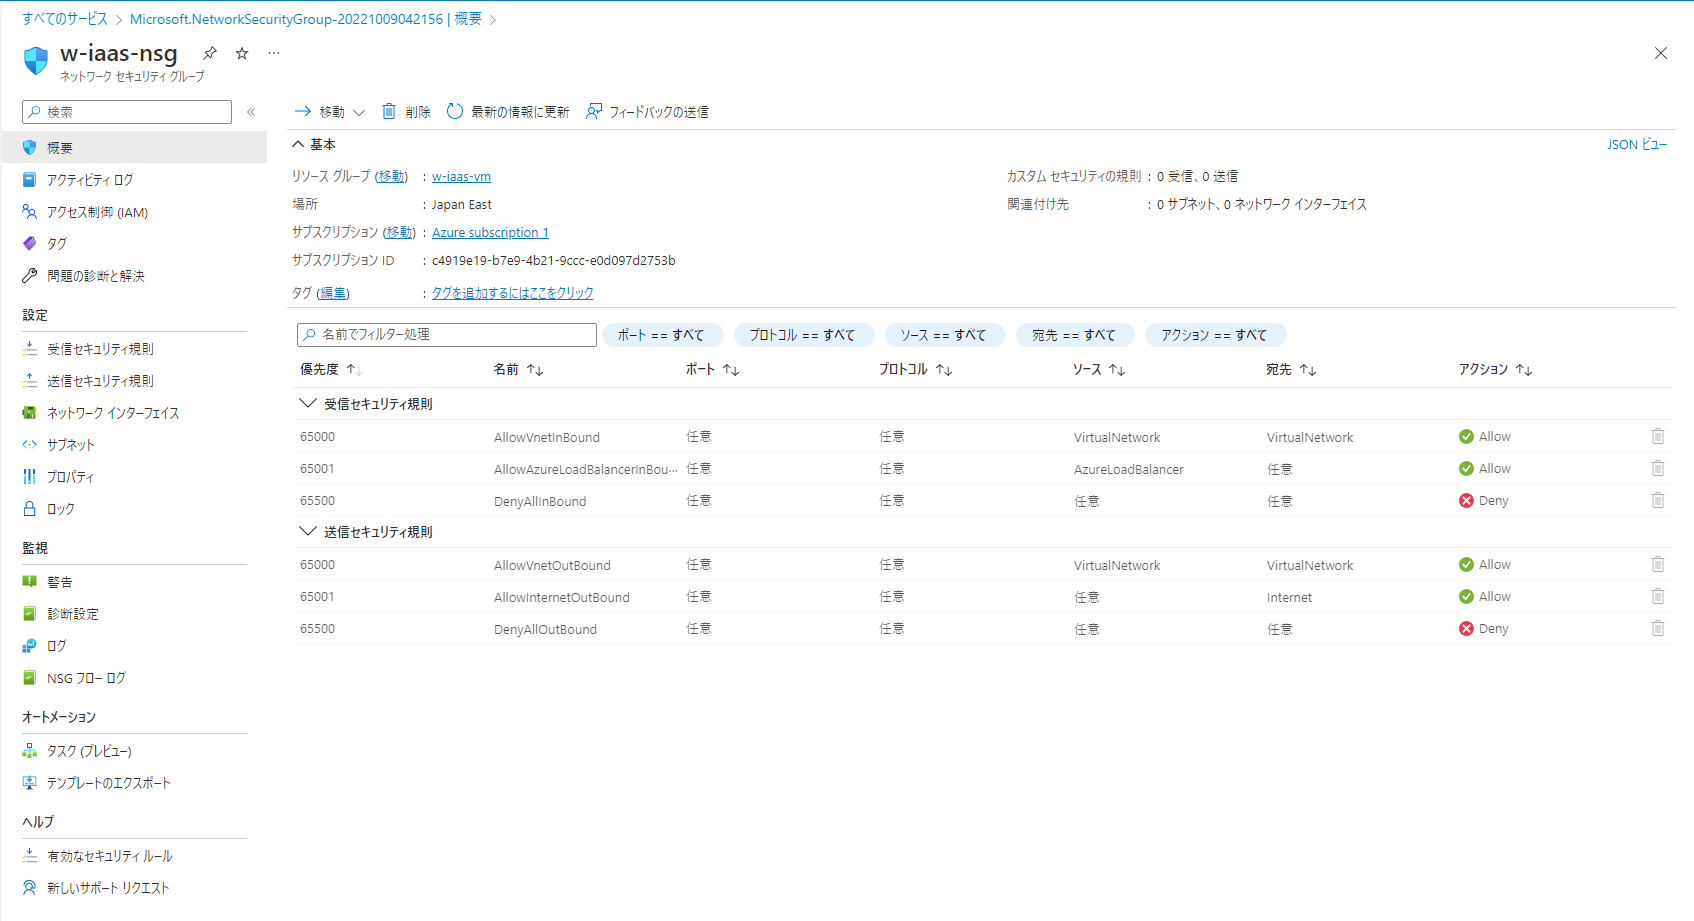 すべてのサービス > Microsoft.NetworkSecurityGroup-20221009042156 | 概要 >
w-iaas-nsg ...
ネットワーク セキュリティ グループ
検索 «
概要
アクティビティ ログ
アクセス制御 (IAM)
タグ
問題の診断と解決
設定
受信セキュリティ規則
送信セキュリティ規則
ネットワーク インターフェイス
サブネット
プロパティ
ロック
監視
警告
診断設定
ログ
NSG フロー ログ
オートメーション
タスク (プレビュー)
テンプレートのエクスポート
ヘルプ
有効なセキュリティ ルール
新しいサポート リクエスト
移動 削除 最新の情報に更新 フィードバックの送信
基本 JSON ビュー
リソース グループ (移動) : w-iaas-vm
場所 : Japan East
サブスクリプション (移動) : Azure subscription 1
サブスクリプション ID : c4919e19-b7e9-4b21-9ccc-e0d097d2753b
タグ (編集) : タグを追加するにはここをクリック
カスタム セキュリティの規則 : 0 受信、0 送信
関連付け先 : 0 サブネット、0 ネットワーク インターフェイス
名前でフィルター処理 ポート == すべて プロトコル == すべて ソース == すべて 宛先 == すべて アクション == すべて
優先度 ↑↓ 名前 ↑↓ ポート ↑↓ プロトコル ↑↓ ソース ↑↓ 宛先 ↑↓ アクション ↑↓
受信セキュリティ規則
65000 AllowVnetInBound 任意 任意 VirtualNetwork VirtualNetwork Allow
65001 AllowAzureLoadBalancerInBou... 任意 任意 AzureLoadBalancer 任意 Allow
65500 DenyAllInBound 任意 任意 任意 任意 Deny
送信セキュリティ規則
65000 AllowVnetOutBound 任意 任意 VirtualNetwork VirtualNetwork Allow
65001 AllowInternetOutBound 任意 任意 任意 Internet Allow
65500 DenyAllOutBound 任意 任意 任意 任意 Deny